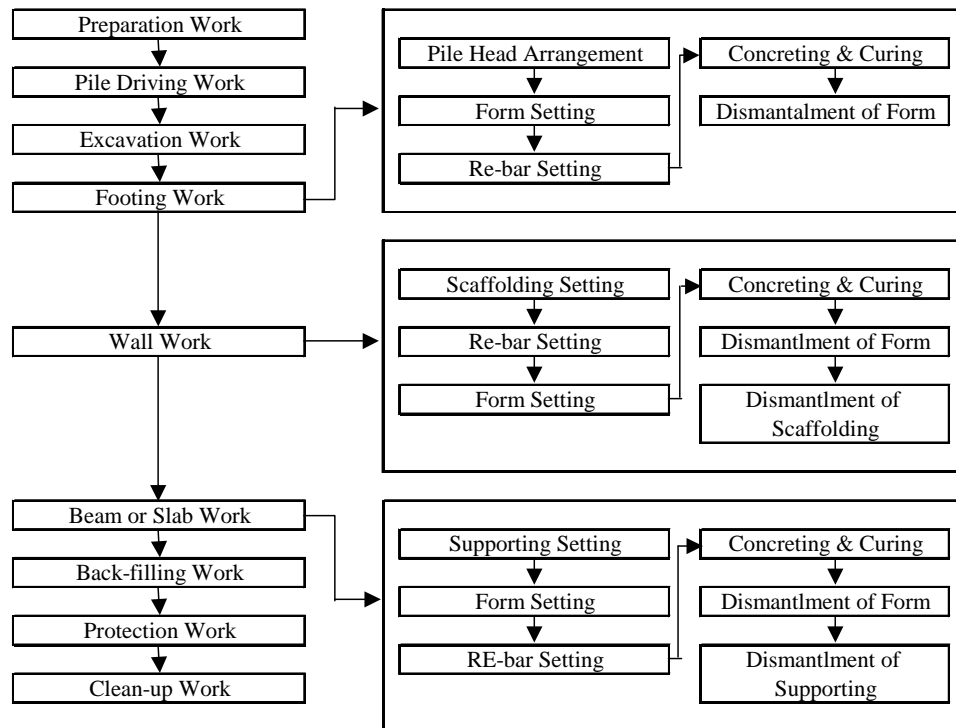 Preparation Work
Pile Driving Work
Excavation Work
Footing Work
Pile Head Arrangement
Form Setting
Re-bar Setting
Concreting & Curing
Dismantalment of Form
Wall Work
Scaffolding Setting
Re-bar Setting
Form Setting
Concreting & Curing
Dismantlment of Form
Dismantlment of
Scaffolding
Beam or Slab Work
Back-filling Work
Protection Work
Clean-up Work
Supporting Setting
Form Setting
RE-bar Setting
Concreting & Curing
Dismantlment of Form
Dismantlment of
Supporting